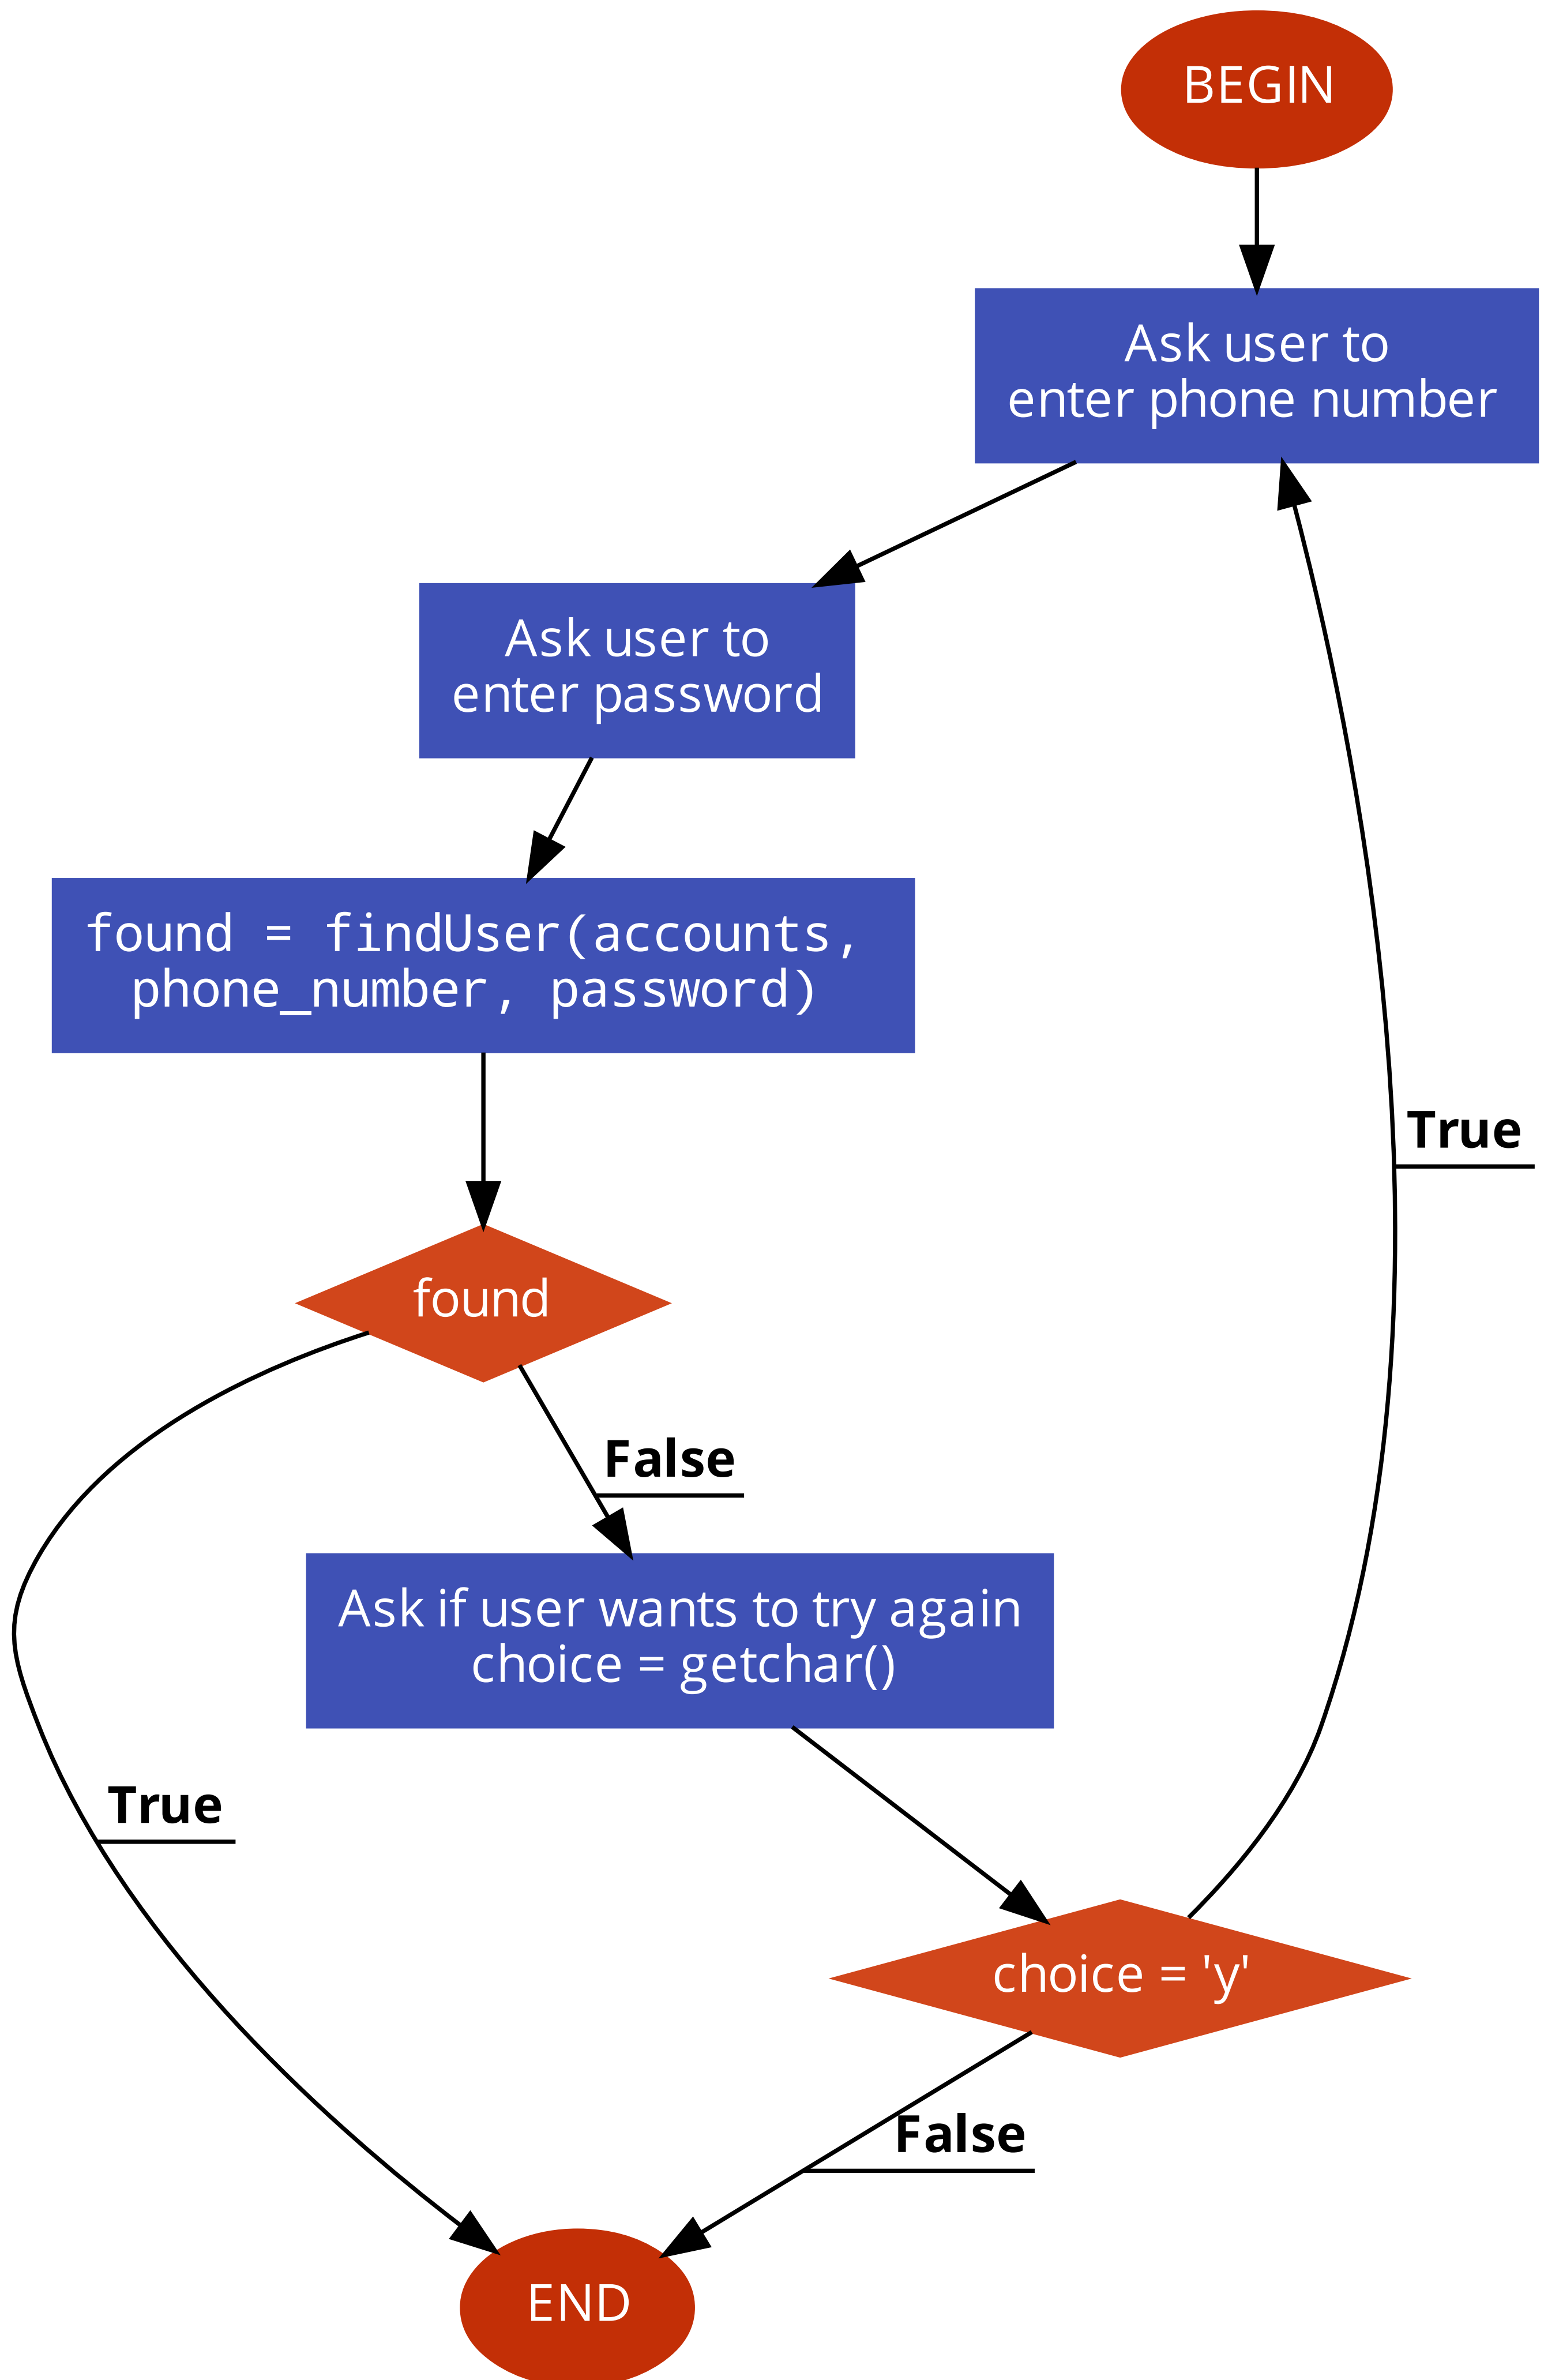 BEGIN
Ask user to
enter phone number
Ask user to
enter password
found = findUser(accounts,
phone_number, password)
True
found
False
Ask if user wants to try again
choice = getchar()
True
choice = 'y'
False
END